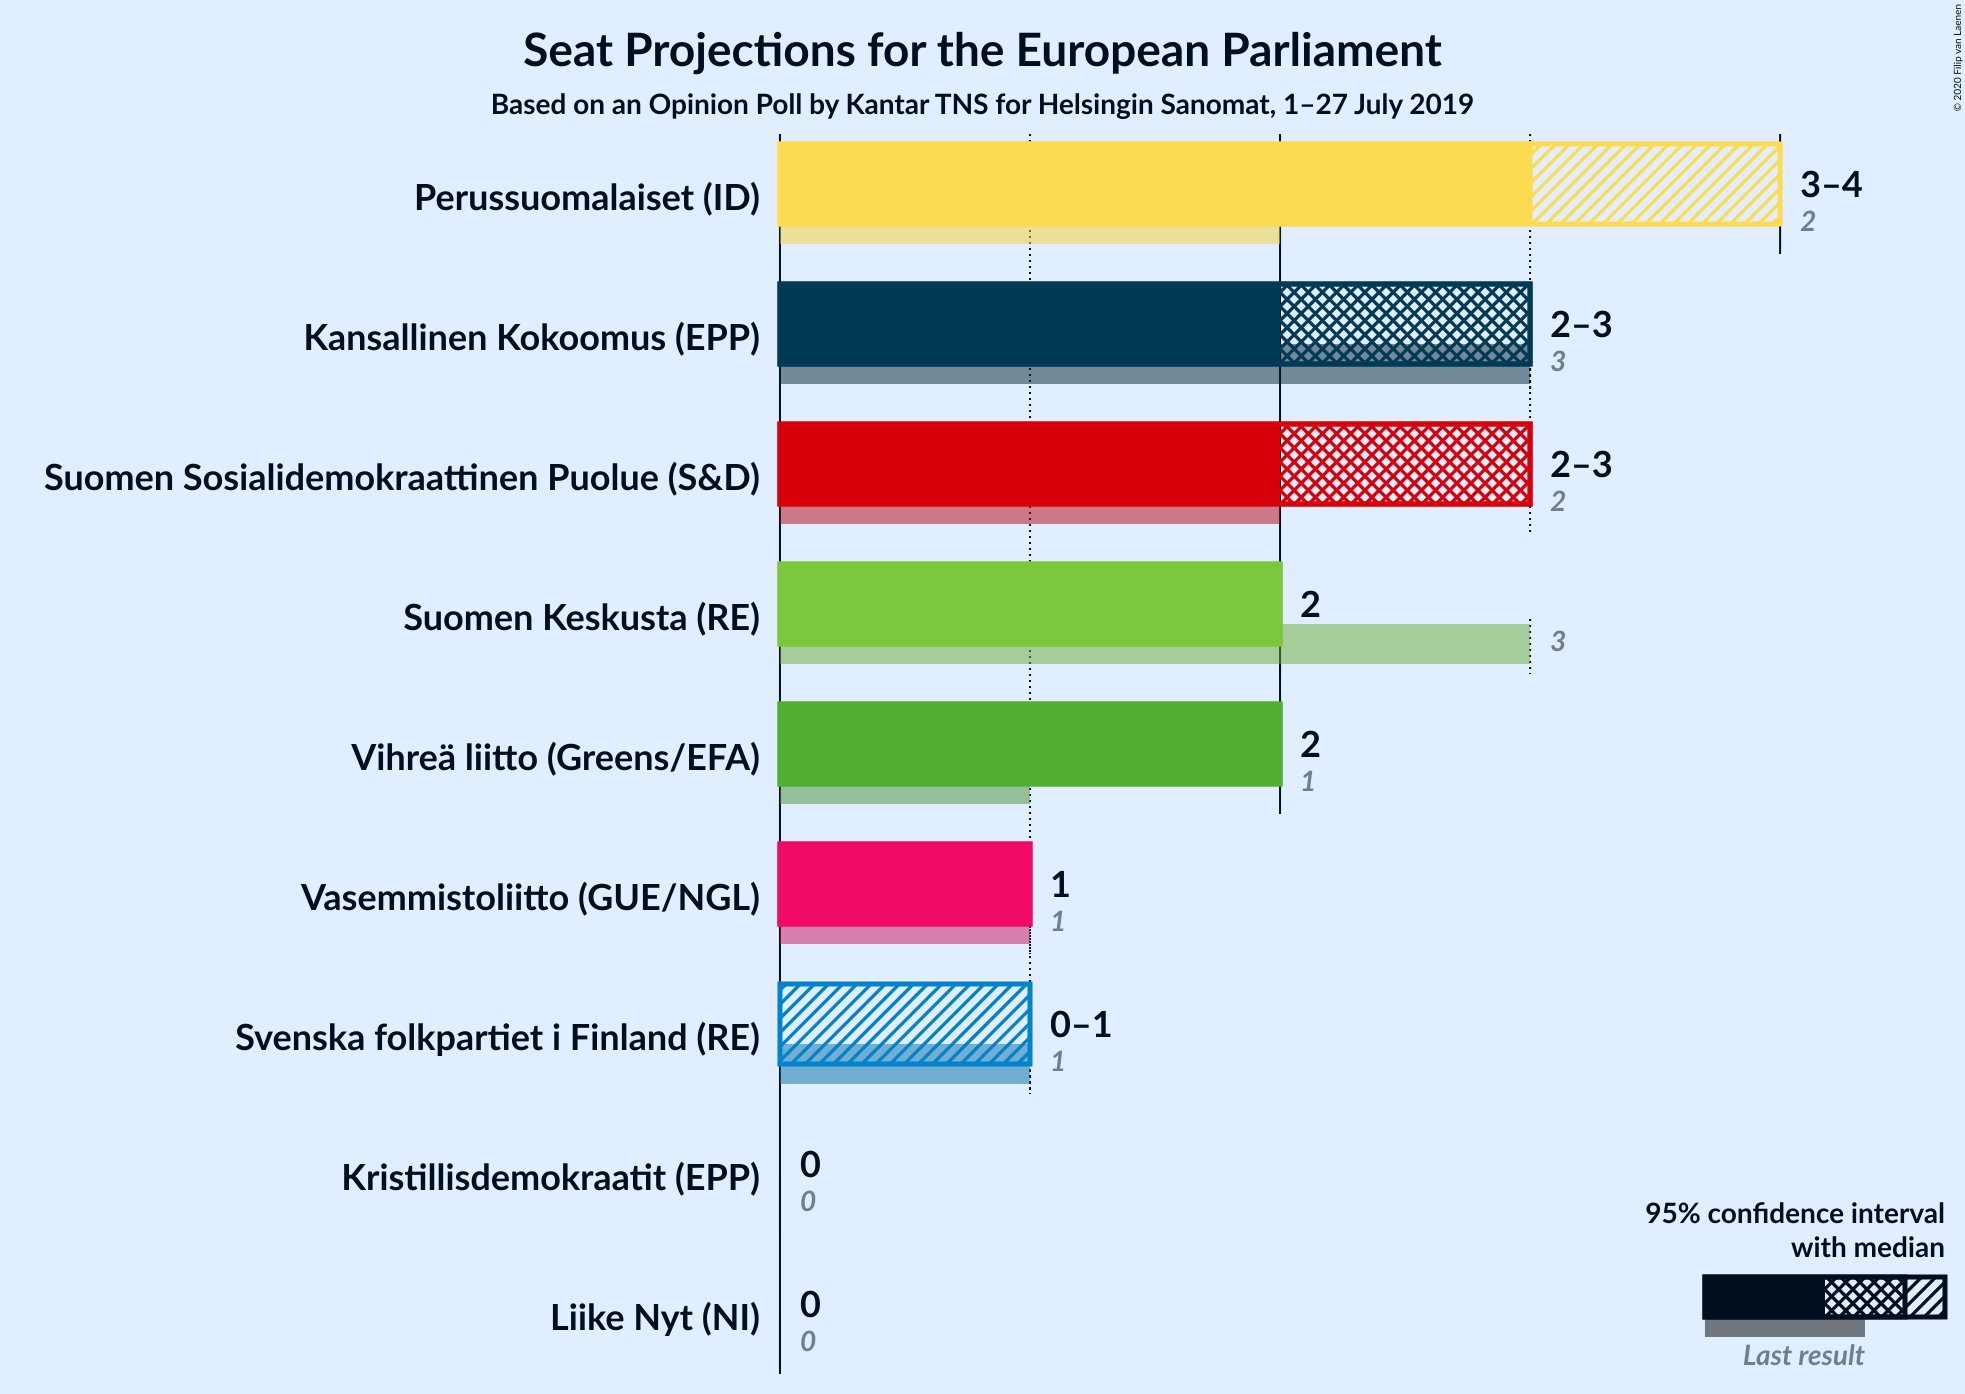 Seat Projections for the European Parliament
Based on an Opinion Poll by Kantar TNS for Helsingin Sanomat, 1–27 July 2019
© 2020 Filip van Laenen
Perussuomalaiset (ID)
3–4
2
Kansallinen Kokoomus (EPP)
2–3
3
Suomen Sosialidemokraattinen Puolue (S&D)
2–3
2
Suomen Keskusta (RE)
2
3
Vihreä liitto (Greens/EFA)
2
1
Vasemmistoliitto (GUE/NGL)
1
1
Svenska folkpartiet i Finland (RE)
0–1
1
Kristillisdemokraatit (EPP)
0
0
Liike Nyt (NI)
0
0
95% confidence interval
with median
Last result